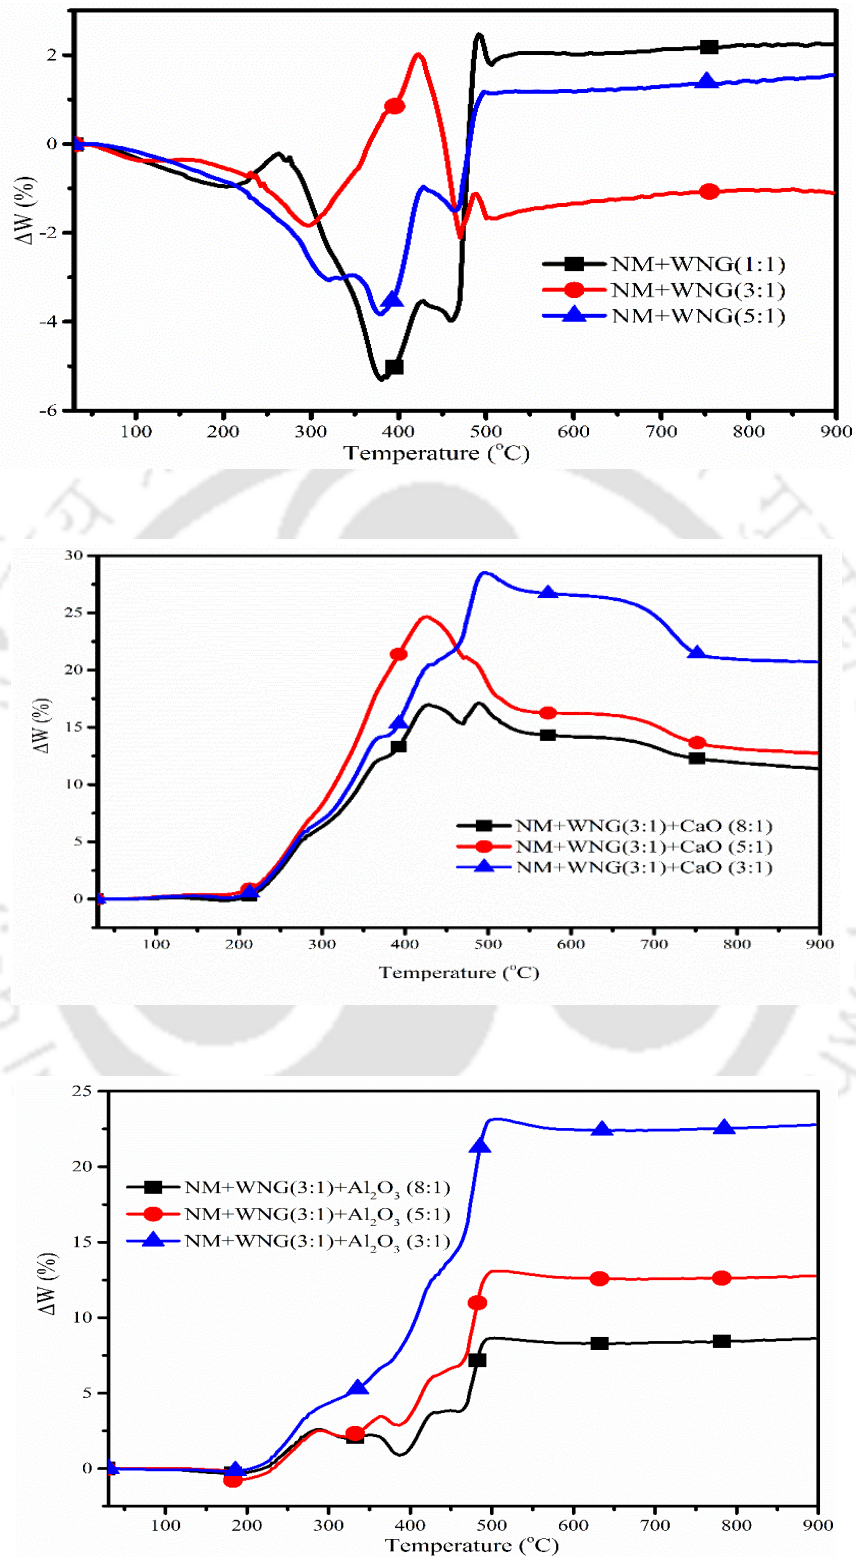 2
0
-2
-4
-6
ΔW (%)
NM+WNG(1:1)
NM+WNG(3:1)
NM+WNG(5:1)
100 200 300 400 500 600 700 800 900
Temperature (°C)
30
25
20
15
10
5
0
ΔW (%)
NM+WNG(3:1)+CaO (8:1)
NM+WNG(3:1)+CaO (5:1)
NM+WNG(3:1)+CaO (3:1)
100 200 300 400 500 600 700 800 900
Temperature (°C)
25
20
15
10
5
0
ΔW (%)
NM+WNG(3:1)+Al₂O₃ (8:1)
NM+WNG(3:1)+Al₂O₃ (5:1)
NM+WNG(3:1)+Al₂O₃ (3:1)
100 200 300 400 500 600 700 800 900
Temperature (°C)